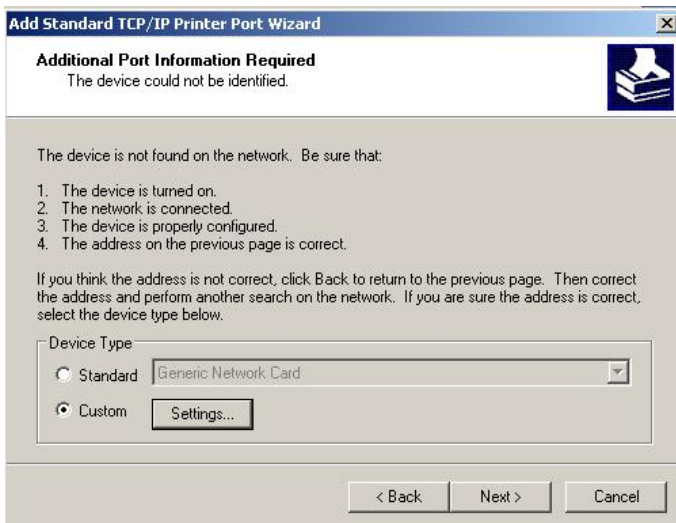 Add Standard TCP/IP Printer Port Wizard
Additional Port Information Required
The device could not be identified.
The device is not found on the network. Be sure that:
1. The device is turned on.
2. The network is connected.
3. The device is properly configured.
4. The address on the previous page is correct.
If you think the address is not correct, click Back to return to the previous page. Then correct
the address and perform another search on the network. If you are sure the address is correct,
select the device type below.
Device Type
Standard Generic Network Card
Custom Settings...
< Back Next > Cancel